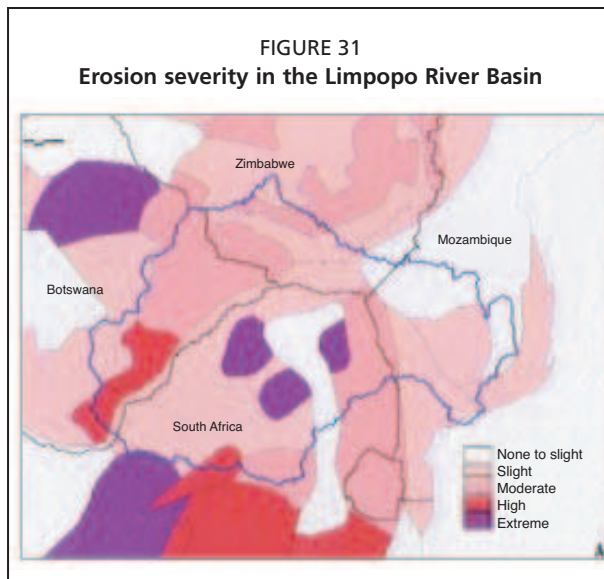 FIGURE 31
Erosion severity in the Limpopo River Basin
Zimbabwe
Mozambique
Botswana
South Africa
None to slight
Slight
Moderate
High
Extreme